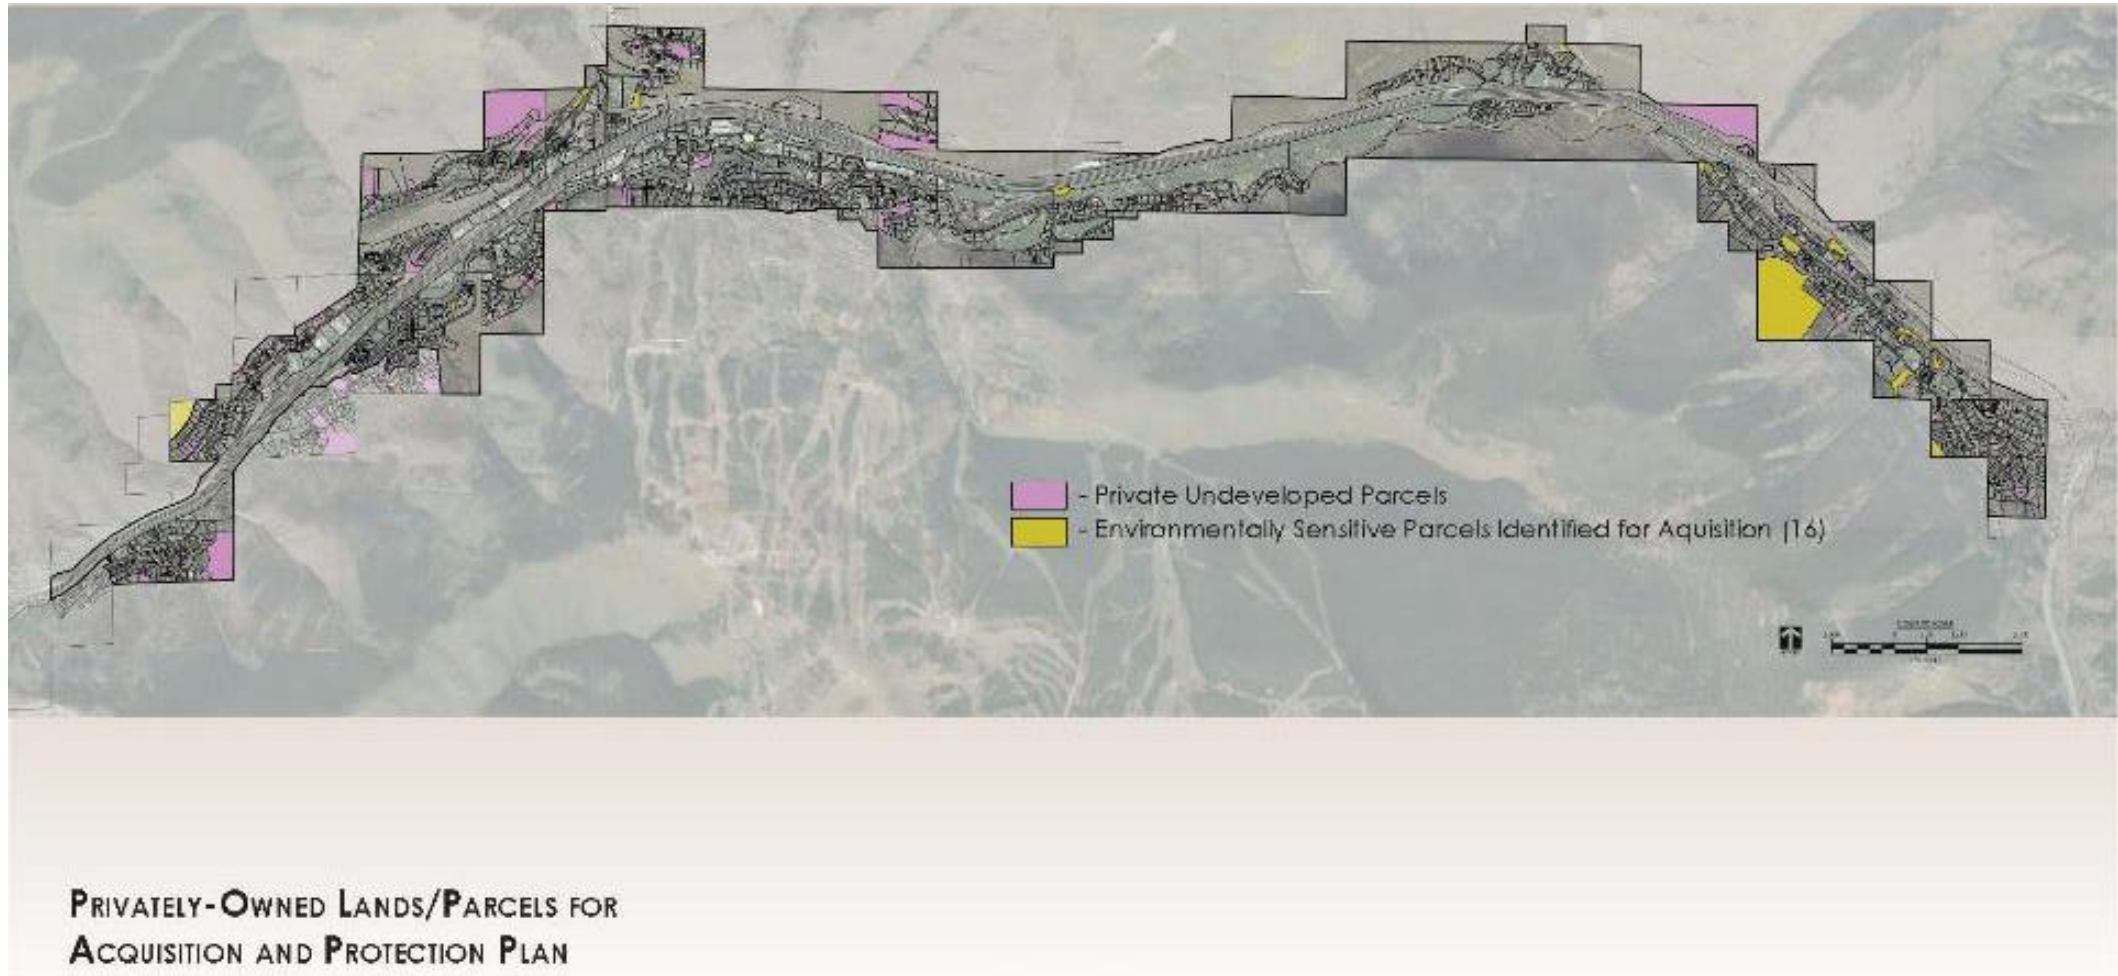 - Private Undeveloped Parcels
- Environmentally Sensitive Parcels Identified for Aquisition (16)
PRIVATELY-OWNED LANDS/PARCELS FOR
ACQUISITION AND PROTECTION PLAN